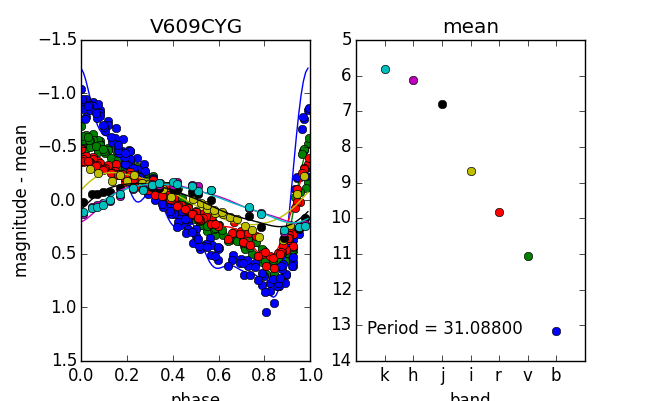 V609CYG
mean
−1.5
−1.0
−0.5
0.0
0.5
1.0
1.5
magnitude - mean
0.0 0.2 0.4 0.6 0.8 1.0
phase
5
6
7
8
9
10
11
12
13
14
Period = 31.08800
k h j i r v b
band